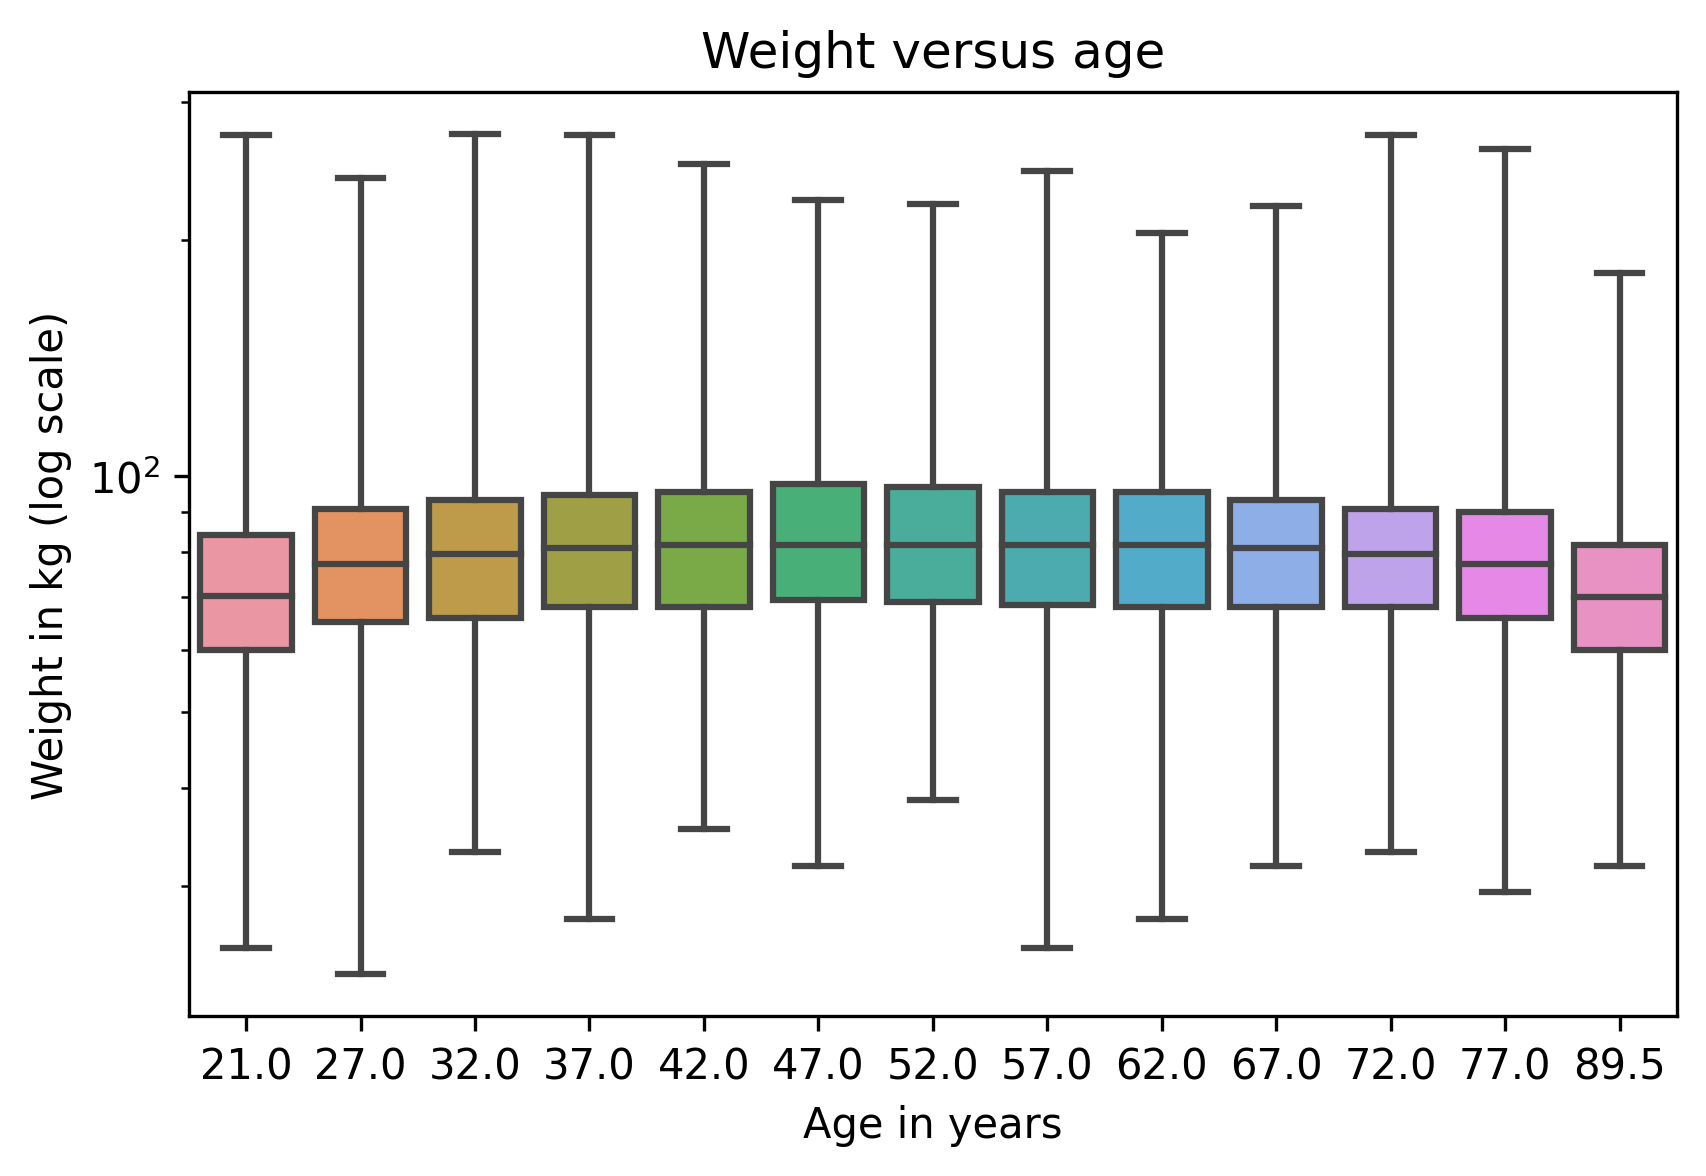 Weight versus age
Weight in kg (log scale)
10²
21.0 27.0 32.0 37.0 42.0 47.0 52.0 57.0 62.0 67.0 72.0 77.0 89.5
Age in years